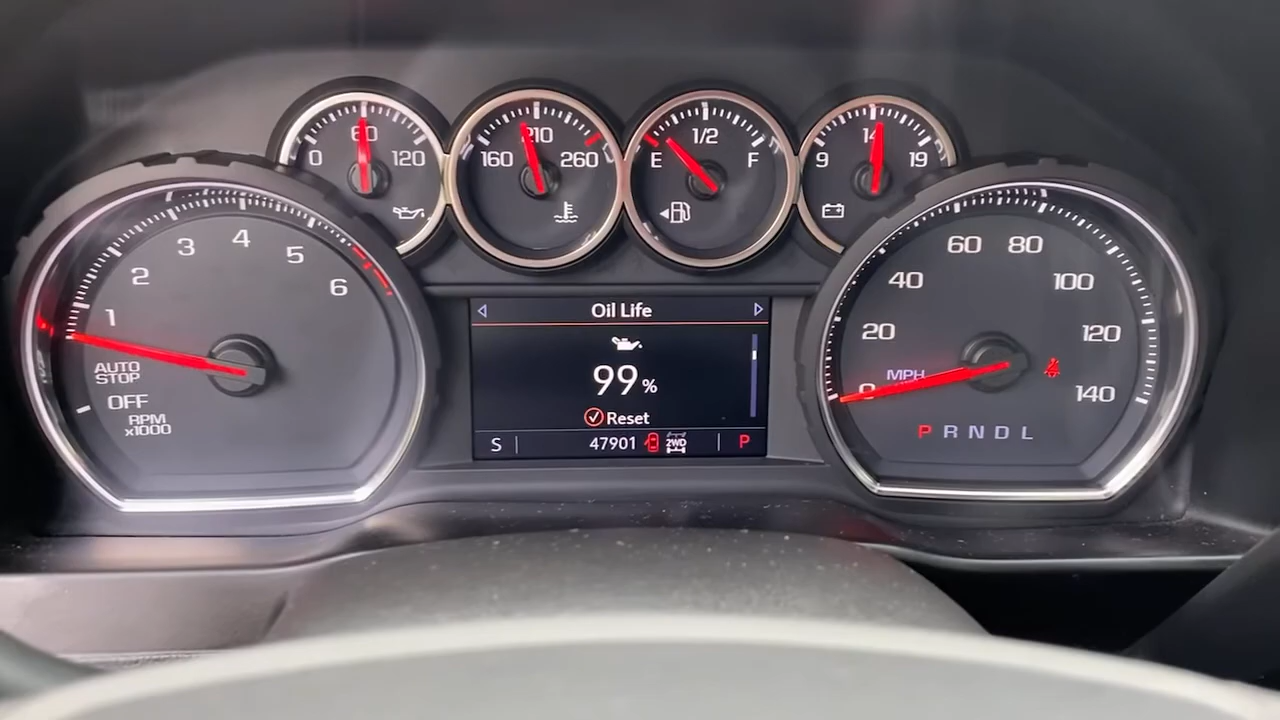 0 60 120
160 210 260
E 1/2 F
9 14 19
1 2 3 4 5 6
AUTO
STOP
OFF
RPM
x1000
Oil Life
99%
Reset
S 47901 2WD P
0 20 40 60 80 100 120 140
MPH
P R N D L